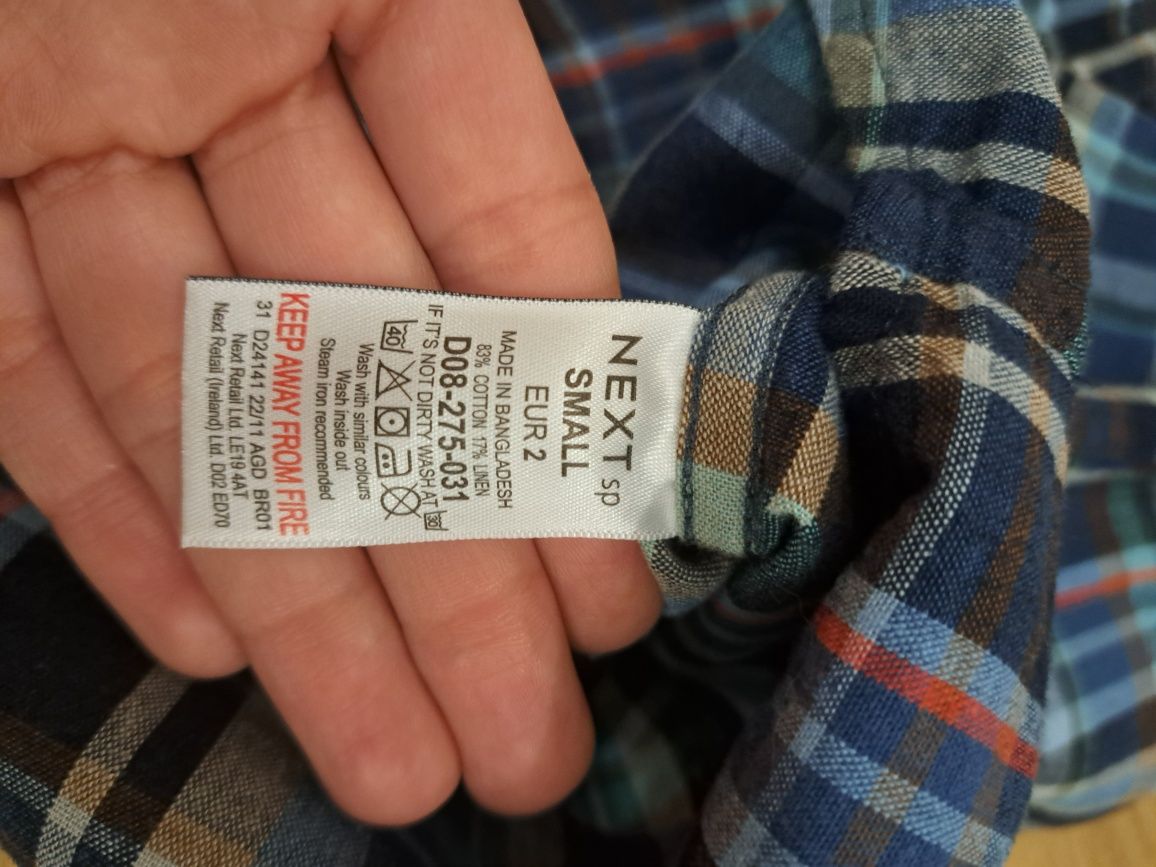 NEXT sp
SMALL
EUR 2
MADE IN BANGLADESH
83% COTTON 17% LINEN
D08-275-031
IF IT'S NOT DIRTY WASH AT 30
40
Wash with similar colours
Wash inside out
Steam iron recommended
KEEP AWAY FROM FIRE
31 D24141 22/11 AGD BR01
Next Retail Ltd. LE19 4AT
Next Retail (Ireland) Ltd. D02 ED70